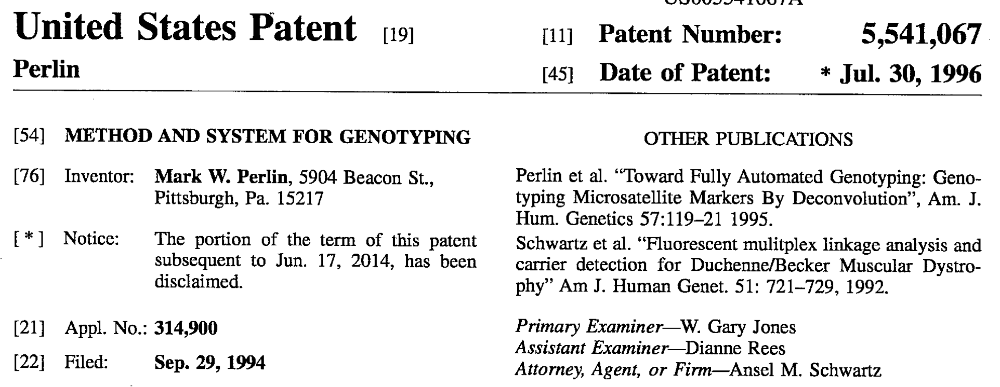 United States Patent [19]
Perlin
[11] Patent Number: 5,541,067
[45] Date of Patent: * Jul. 30, 1996
[54] METHOD AND SYSTEM FOR GENOTYPING
[76] Inventor: Mark W. Perlin, 5904 Beacon St.,
Pittsburgh, Pa. 15217
[ * ] Notice: The portion of the term of this patent
subsequent to Jun. 17, 2014, has been
disclaimed.
[21] Appl. No.: 314,900
[22] Filed: Sep. 29, 1994
OTHER PUBLICATIONS
Perlin et al. “Toward Fully Automated Genotyping: Geno-
typing Microsatellite Markers By Deconvolution”, Am. J.
Hum. Genetics 57:119–21 1995.
Schwartz et al. “Fluorescent mulitplex linkage analysis and
carrier detection for Duchenne/Becker Muscular Dystro-
phy” Am J. Human Genet. 51: 721–729, 1992.
Primary Examiner—W. Gary Jones
Assistant Examiner—Dianne Rees
Attorney, Agent, or Firm—Ansel M. Schwartz